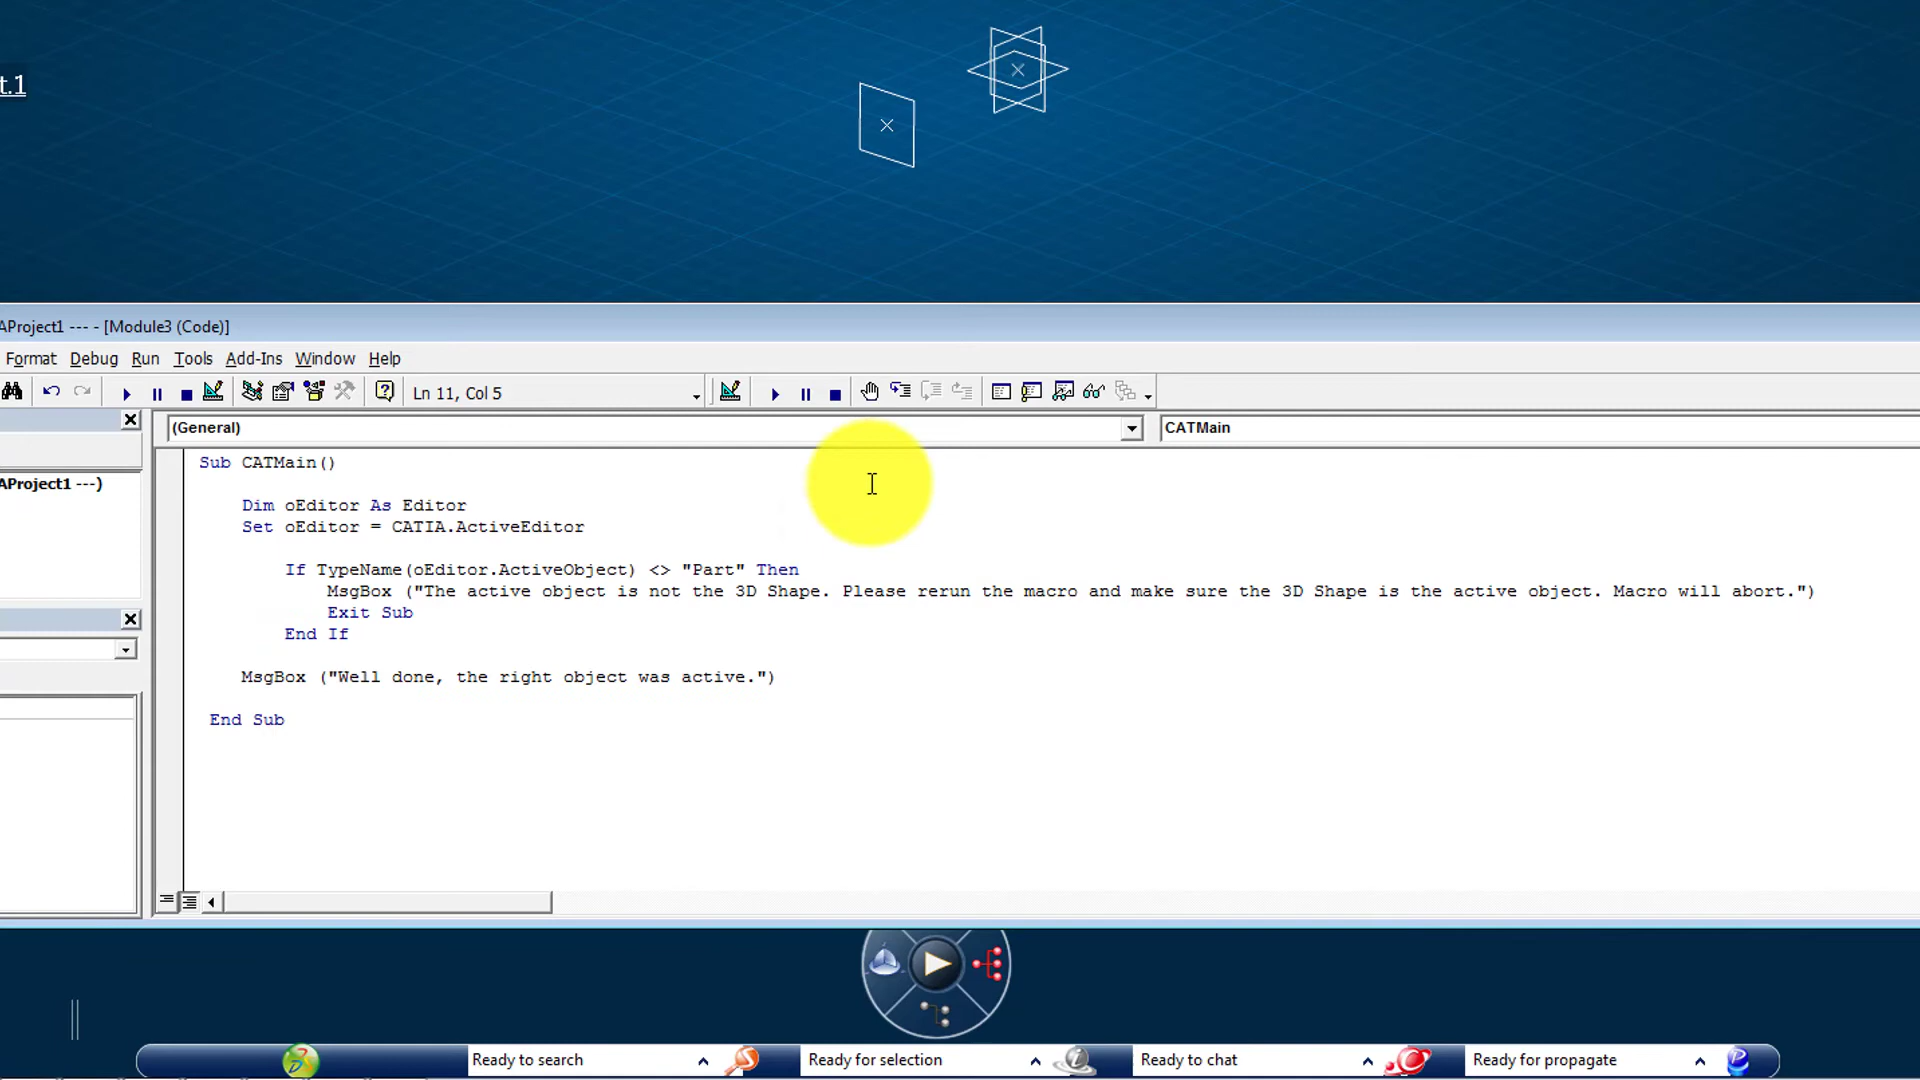 t.1
AProject1 --- - [Module3 (Code)]
Format Debug Run Tools Add-Ins Window Help
Ln 11, Col 5
(General) CATMain
AProject1 ---)
Sub CATMain()
Dim oEditor As Editor
Set oEditor = CATIA.ActiveEditor
If TypeName(oEditor.ActiveObject) <> "Part" Then
MsgBox ("The active object is not the 3D Shape. Please rerun the macro and make sure the 3D Shape is the active object. Macro will abort.")
Exit Sub
End If
MsgBox ("Well done, the right object was active.")
End Sub
Ready to search Ready for selection Ready to chat Ready for propagate